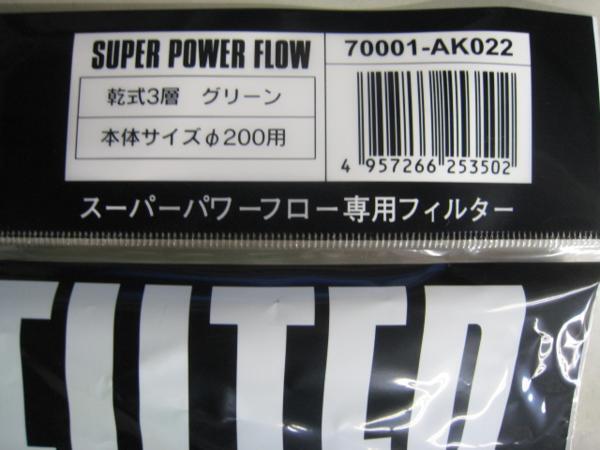 SUPER POWER FLOW
70001-AK022
乾式3層 グリーン
本体サイズφ200用
4 957266 253502
スーパーパワーフロー専用フィルター
FILTER